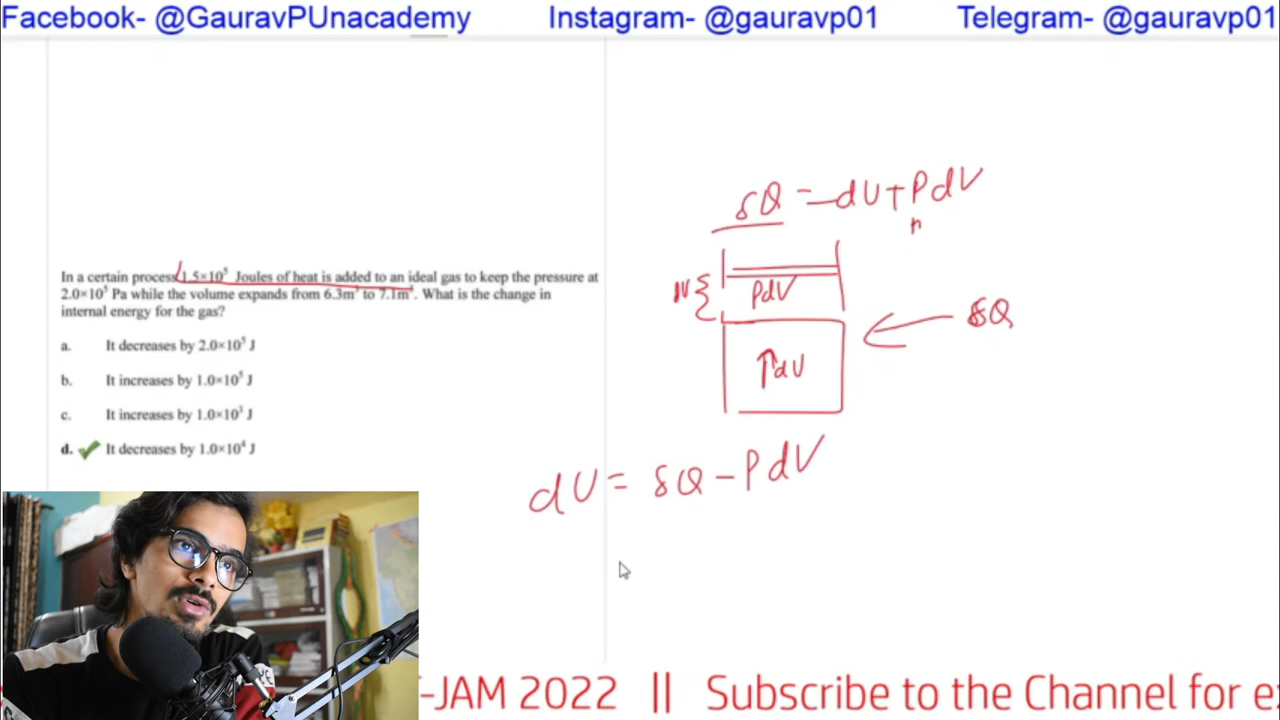 Facebook- @GauravPUnacademy Instagram- @gauravp01 Telegram- @gauravp01
δQ = dU + PdV
In a certain process 1.5×10⁵ Joules of heat is added to an ideal gas to keep the pressure at
2.0×10⁵ Pa while the volume expands from 6.3m³ to 7.1m³. What is the change in
internal energy for the gas?
a. It decreases by 2.0×10⁵ J
b. It increases by 1.0×10⁵ J
c. It increases by 1.0×10³ J
d. It decreases by 1.0×10⁴ J
PdV
δQ
↑dU
dU = δQ - PdV
-JAM 2022 || Subscribe to the Channel for ex